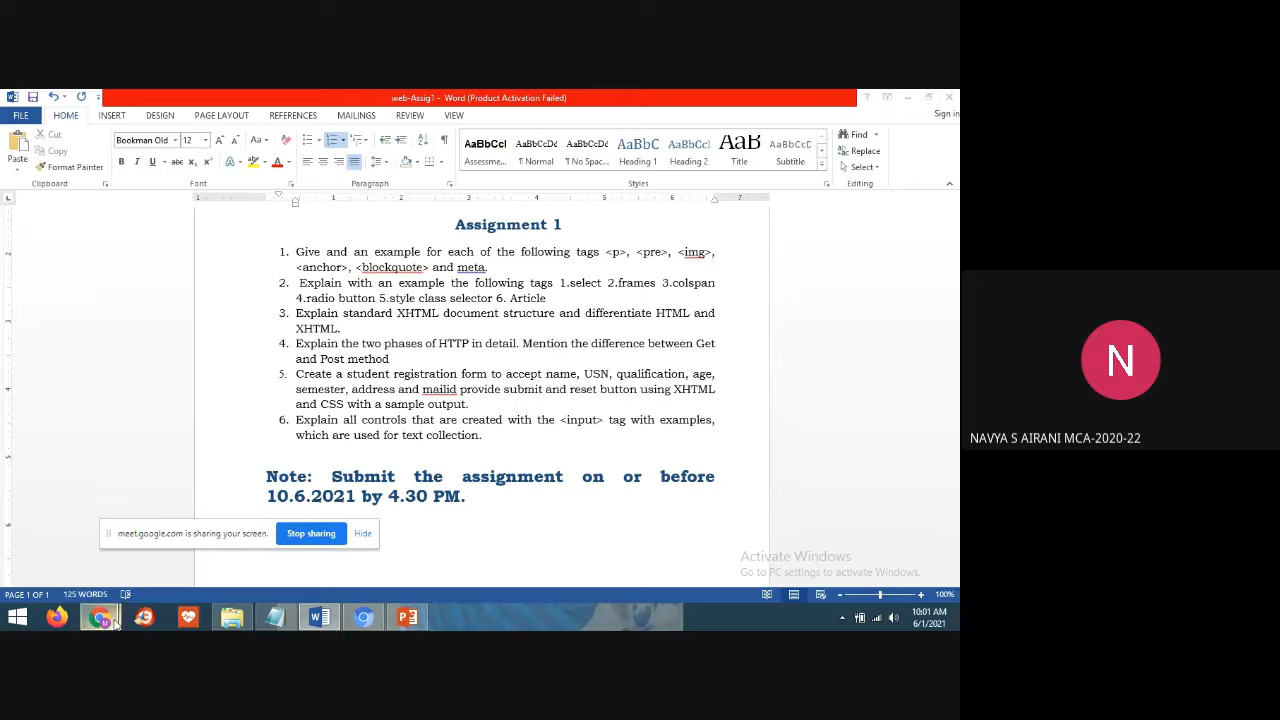 web-Assig1 - Word (Product Activation Failed)
FILE HOME INSERT DESIGN PAGE LAYOUT REFERENCES MAILINGS REVIEW VIEW Sign in
Paste Cut Copy Format Painter
Bookman Old 12
AaBbCcI AaBbCcDc AaBbCcDc AaBbC AaBbCcI AaB AaBbCcDc
Assessme... ¶ Normal ¶ No Spac... Heading 1 Heading 2 Title Subtitle
Find Replace Select
Clipboard Font Paragraph Styles Editing
Assignment 1
1. Give and an example for each of the following tags <p>, <pre>, <img>,
<anchor>, <blockquote> and meta.
2. Explain with an example the following tags 1.select 2.frames 3.colspan
4.radio button 5.style class selector 6. Article
3. Explain standard XHTML document structure and differentiate HTML and
XHTML.
4. Explain the two phases of HTTP in detail. Mention the difference between Get
and Post method
5. Create a student registration form to accept name, USN, qualification, age,
semester, address and mailid provide submit and reset button using XHTML
and CSS with a sample output.
6. Explain all controls that are created with the <input> tag with examples,
which are used for text collection.
Note: Submit the assignment on or before
10.6.2021 by 4.30 PM.
meet.google.com is sharing your screen. Stop sharing Hide
Activate Windows
Go to PC settings to activate Windows.
PAGE 1 OF 1 125 WORDS 100%
10:01 AM
6/1/2021
N
NAVYA S AIRANI MCA-2020-22